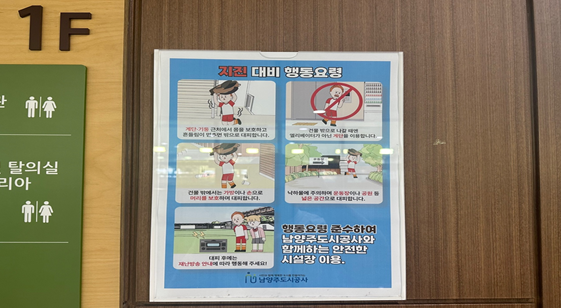 1F
탈의실
지진 대비 행동요령
계단·기둥 근처에서 몸을 보호하고
흔들림이 멈추면 밖으로 대피합니다.
건물 밖으로 나갈 때엔
엘리베이터가 아닌 계단을 이용합니다.
건물 밖에서는 가방이나 손으로
머리를 보호하며 대피합니다.
낙하물에 주의하며 운동장이나 공원 등
넓은 공간으로 대피합니다.
대피 후에는
재난방송 안내에 따라 행동해 주세요!
행동요령 준수하여
남양주도시공사와
함께하는 안전한
시설장 이용.
남양주도시공사